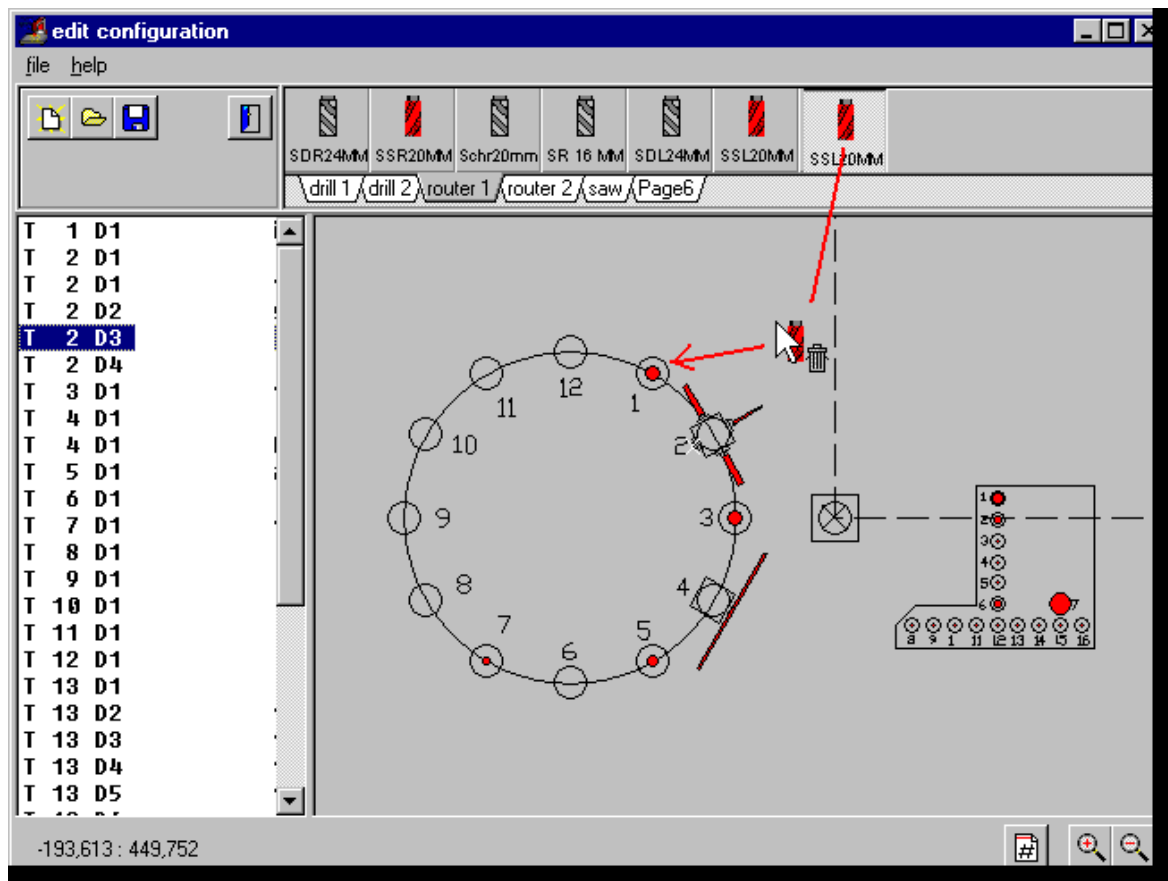 edit configuration
file help
SDR24MM SSR20MM Schr20mm SR 16 MM SDL24MM SSL20MM SSL20MM
drill 1 drill 2 router 1 router 2 saw Page6
T 1 D1
T 2 D1
T 2 D1
T 2 D2
T 2 D3
T 2 D4
T 3 D1
T 4 D1
T 4 D1
T 5 D1
T 6 D1
T 7 D1
T 8 D1
T 9 D1
T 10 D1
T 11 D1
T 12 D1
T 13 D1
T 13 D2
T 13 D3
T 13 D4
T 13 D5
12
1
2
3
4
5
6
7
8
9
10
11
1
2
3
4
5
6 7
8 9 1 11 12 13 14 15 16
-193,613 : 449,752
#